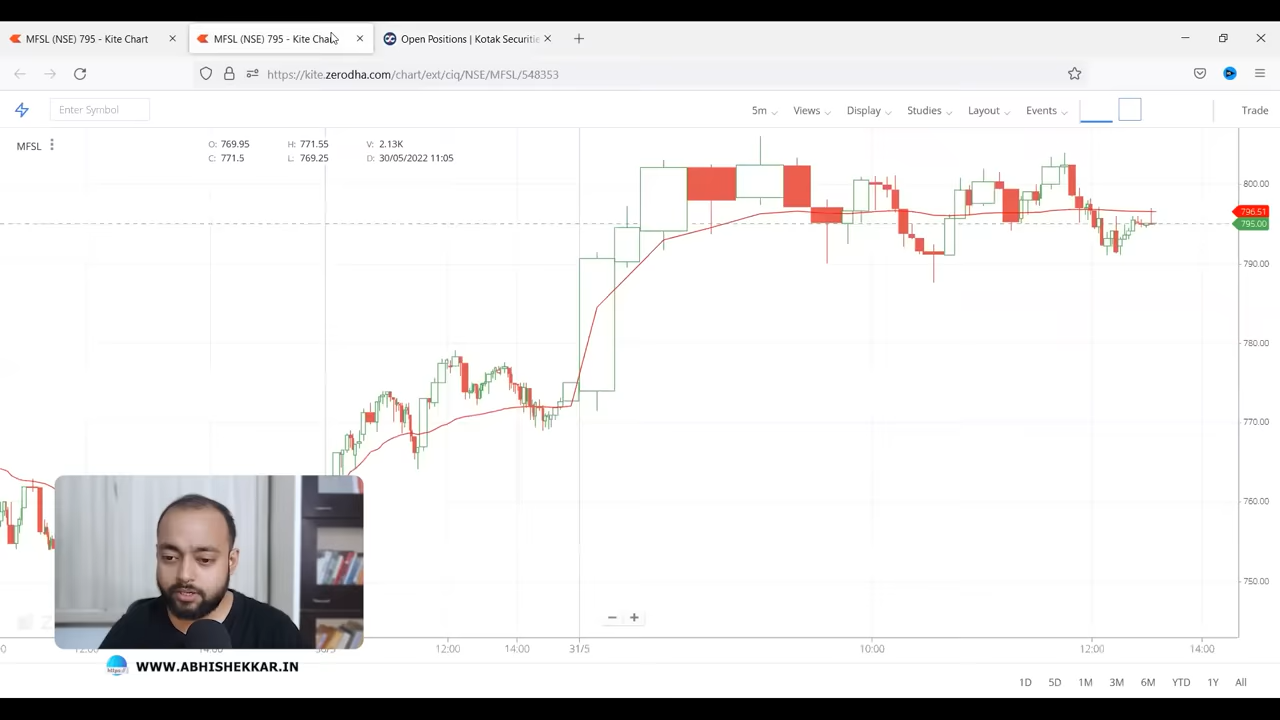 MFSL (NSE) 795 - Kite Chart
MFSL (NSE) 795 - Kite Chart
Open Positions | Kotak Securitie
https://kite.zerodha.com/chart/ext/ciq/NSE/MFSL/548353
Enter Symbol
5m Views Display Studies Layout Events Trade
MFSL
O: 769.95 H: 771.55 V: 2.13K
C: 771.5 L: 769.25 D: 30/05/2022 11:05
800.00
796.51
795.00
790.00
780.00
770.00
760.00
750.00
12:00 14:00 31/5 10:00 12:00 14:00
WWW.ABHISHEKKAR.IN
1D 5D 1M 3M 6M YTD 1Y All